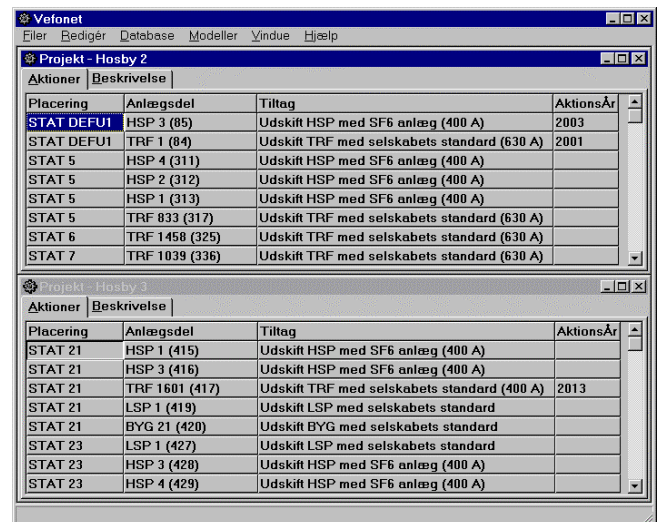 Vefonet
Filer Redigér Database Modeller Vindue Hjælp
Projekt - Hosby 2
Aktioner Beskrivelse
Placering Anlægsdel Tiltag AktionsÅr
STAT DEFU1 HSP 3 (85) Udskift HSP med SF6 anlæg (400 A) 2003
STAT DEFU1 TRF 1 (84) Udskift TRF med selskabets standard (630 A) 2001
STAT 5 HSP 4 (311) Udskift HSP med SF6 anlæg (400 A)
STAT 5 HSP 2 (312) Udskift HSP med SF6 anlæg (400 A)
STAT 5 HSP 1 (313) Udskift HSP med SF6 anlæg (400 A)
STAT 5 TRF 833 (317) Udskift TRF med selskabets standard (630 A)
STAT 6 TRF 1458 (325) Udskift TRF med selskabets standard (630 A)
STAT 7 TRF 1039 (336) Udskift TRF med selskabets standard (630 A)
Projekt - Hosby 3
Aktioner Beskrivelse
Placering Anlægsdel Tiltag AktionsÅr
STAT 21 HSP 1 (415) Udskift HSP med SF6 anlæg (400 A)
STAT 21 HSP 3 (416) Udskift HSP med SF6 anlæg (400 A)
STAT 21 TRF 1601 (417) Udskift TRF med selskabets standard (400 A) 2013
STAT 21 LSP 1 (419) Udskift LSP med selskabets standard
STAT 21 BYG 21 (420) Udskift BYG med selskabets standard
STAT 23 LSP 1 (427) Udskift LSP med selskabets standard
STAT 23 HSP 3 (428) Udskift HSP med SF6 anlæg (400 A)
STAT 23 HSP 4 (429) Udskift HSP med SF6 anlæg (400 A)